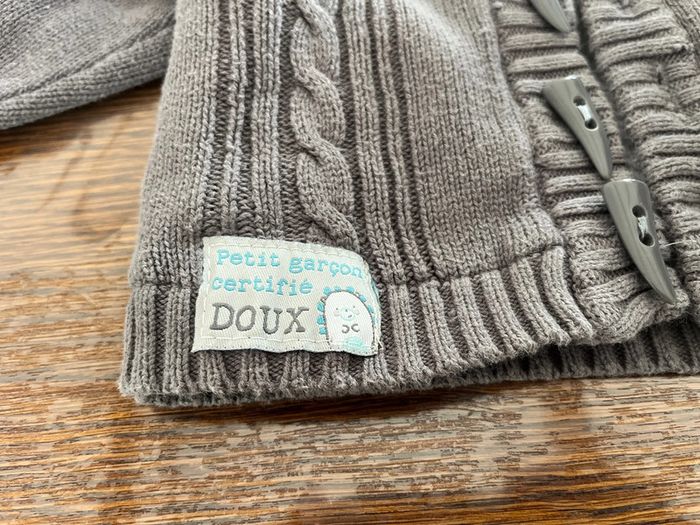 Petit garçon
certifié
DOUX